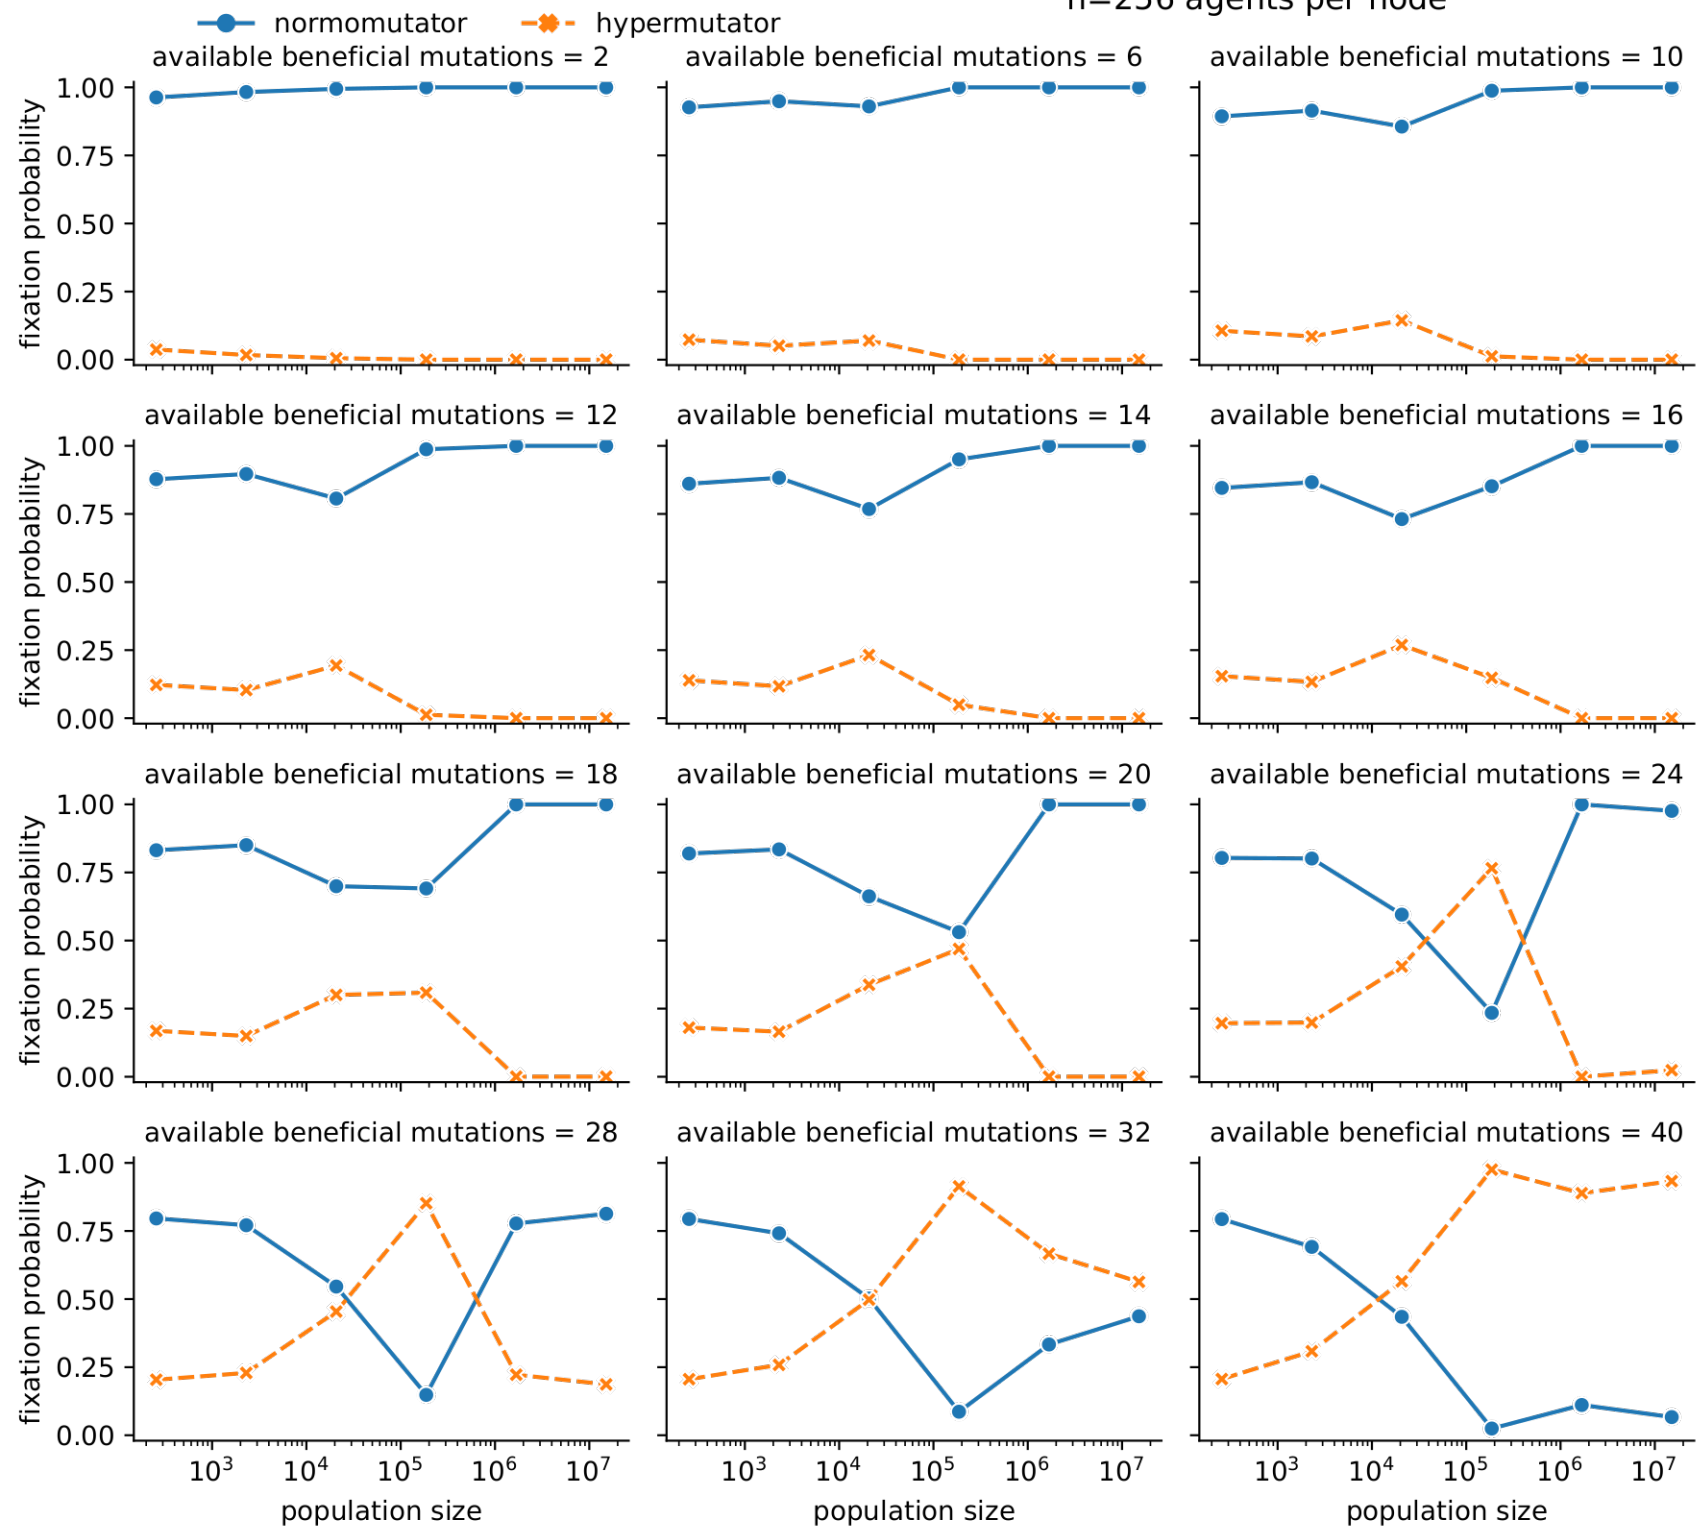 n=256 agents per node
normomutator hypermutator
available beneficial mutations = 2 available beneficial mutations = 6 available beneficial mutations = 10
fixation probability
1.00
0.75
0.50
0.25
0.00
available beneficial mutations = 12 available beneficial mutations = 14 available beneficial mutations = 16
fixation probability
1.00
0.75
0.50
0.25
0.00
available beneficial mutations = 18 available beneficial mutations = 20 available beneficial mutations = 24
fixation probability
1.00
0.75
0.50
0.25
0.00
available beneficial mutations = 28 available beneficial mutations = 32 available beneficial mutations = 40
fixation probability
1.00
0.75
0.50
0.25
0.00
10³ 10⁴ 10⁵ 10⁶ 10⁷ 10³ 10⁴ 10⁵ 10⁶ 10⁷ 10³ 10⁴ 10⁵ 10⁶ 10⁷
population size population size population size